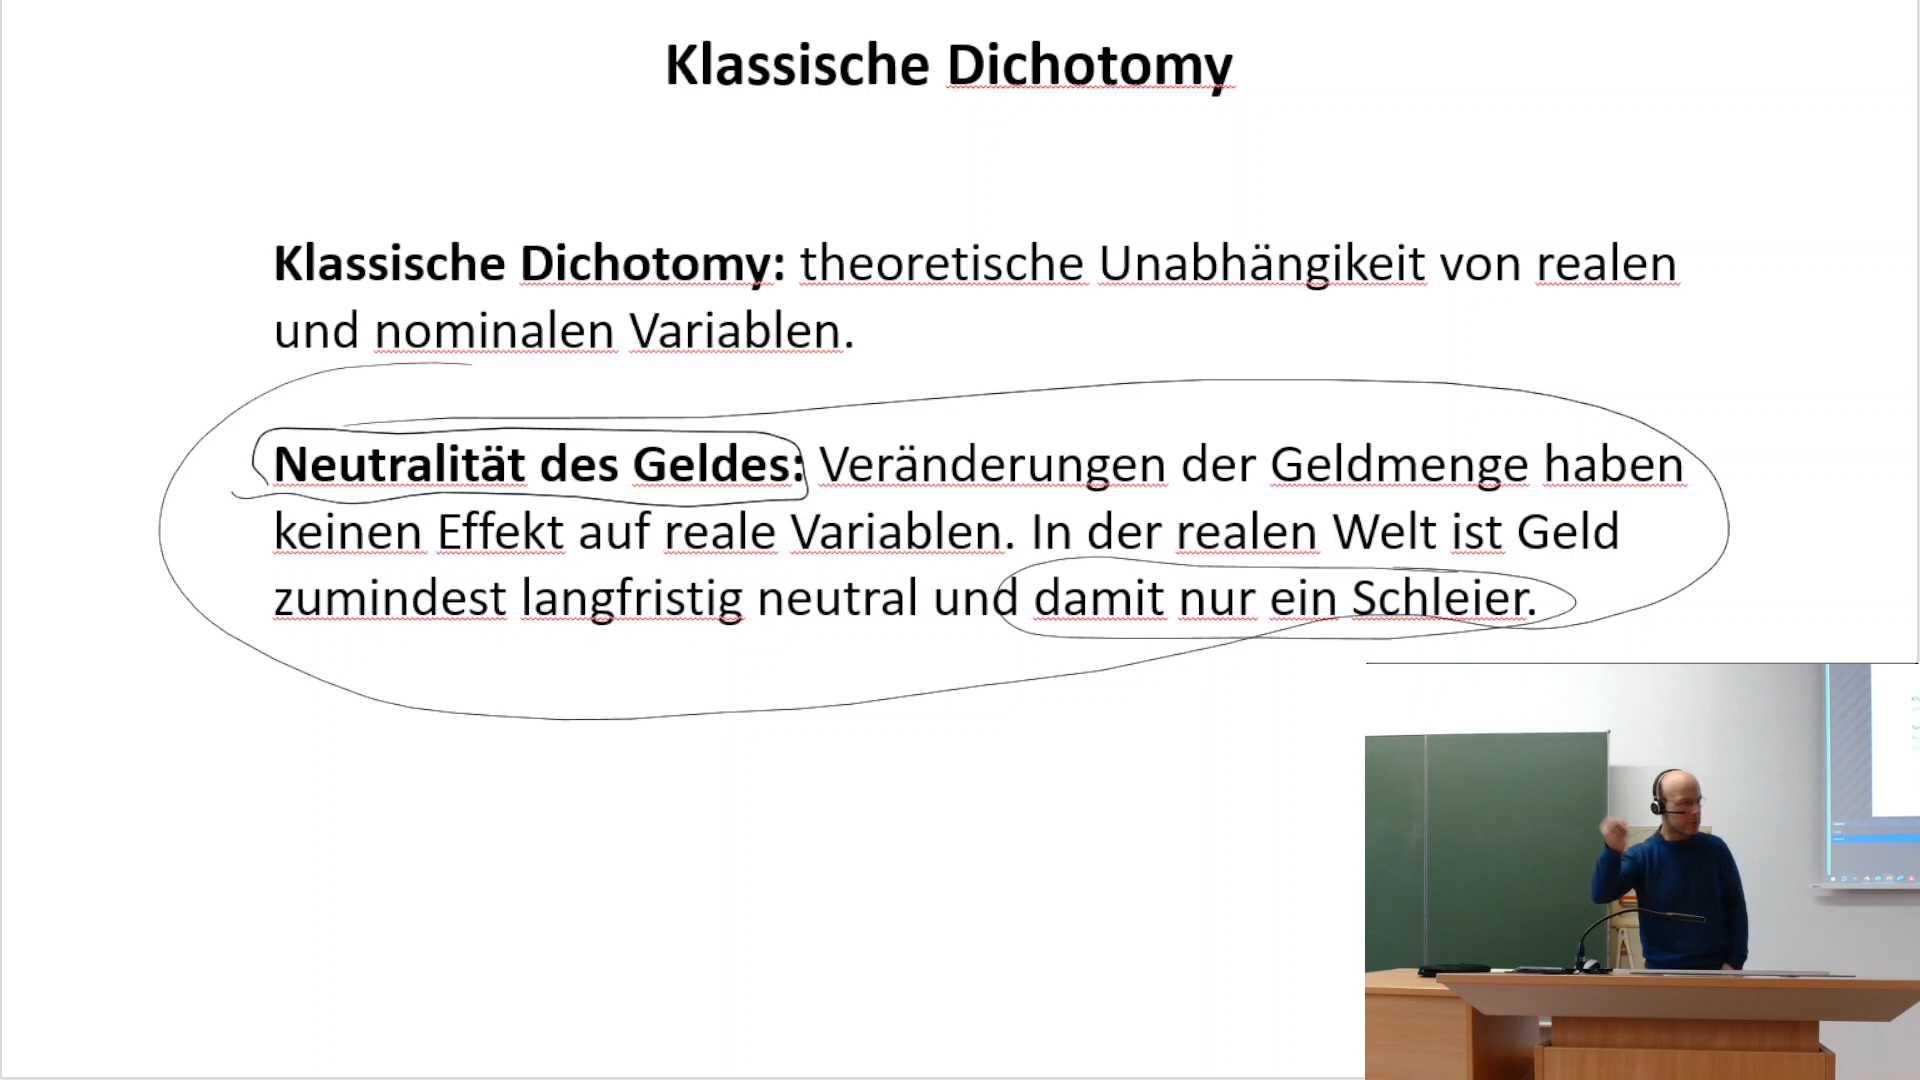 Klassische Dichotomy
Klassische Dichotomy: theoretische Unabhängikeit von realen
und nominalen Variablen.
Neutralität des Geldes: Veränderungen der Geldmenge haben
keinen Effekt auf reale Variablen. In der realen Welt ist Geld
zumindest langfristig neutral und damit nur ein Schleier.